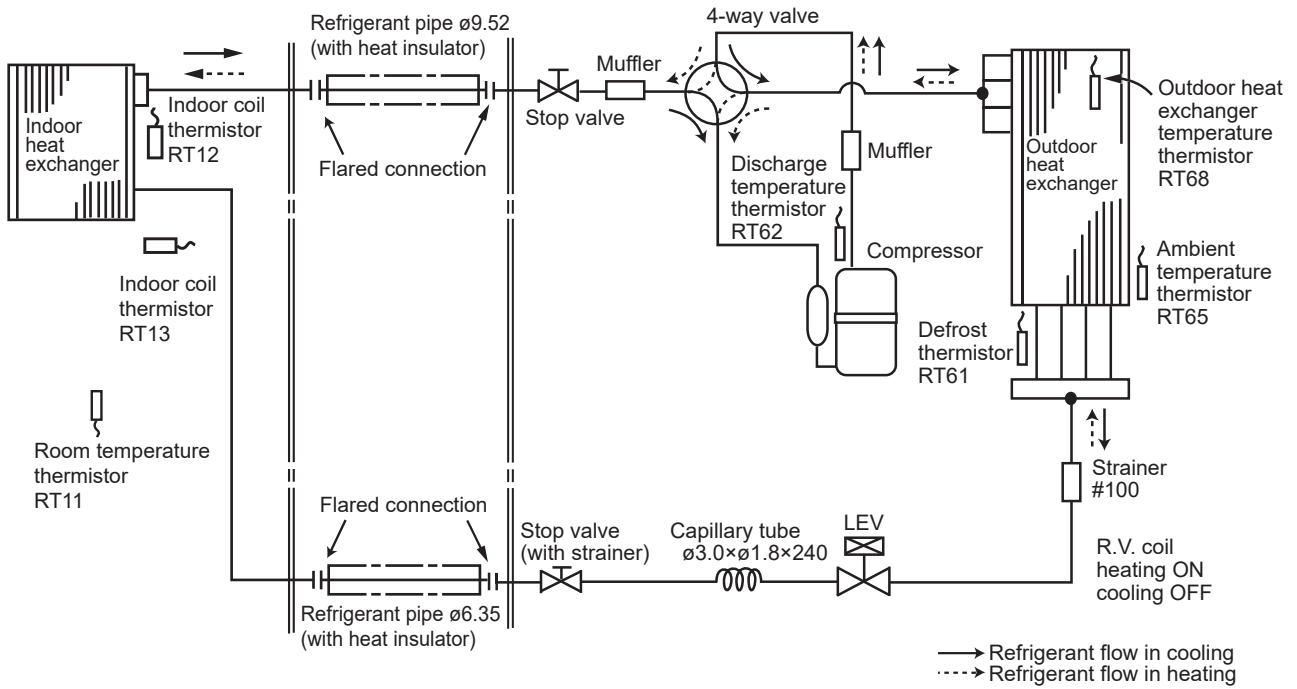 4-way valve
Refrigerant pipe ø9.52
(with heat insulator)
Muffler
Stop valve
Indoor
heat
exchanger
Indoor coil
thermistor
RT12
Flared connection
Discharge
temperature
thermistor
RT62
Muffler
Compressor
Outdoor
heat
exchanger
Outdoor heat
exchanger
temperature
thermistor
RT68
Ambient
temperature
thermistor
RT65
Defrost
thermistor
RT61
Indoor coil
thermistor
RT13
Room temperature
thermistor
RT11
Flared connection
Refrigerant pipe ø6.35
(with heat insulator)
Stop valve
(with strainer)
Capillary tube
ø3.0×ø1.8×240
LEV
Strainer
#100
R.V. coil
heating ON
cooling OFF
Refrigerant flow in cooling
Refrigerant flow in heating